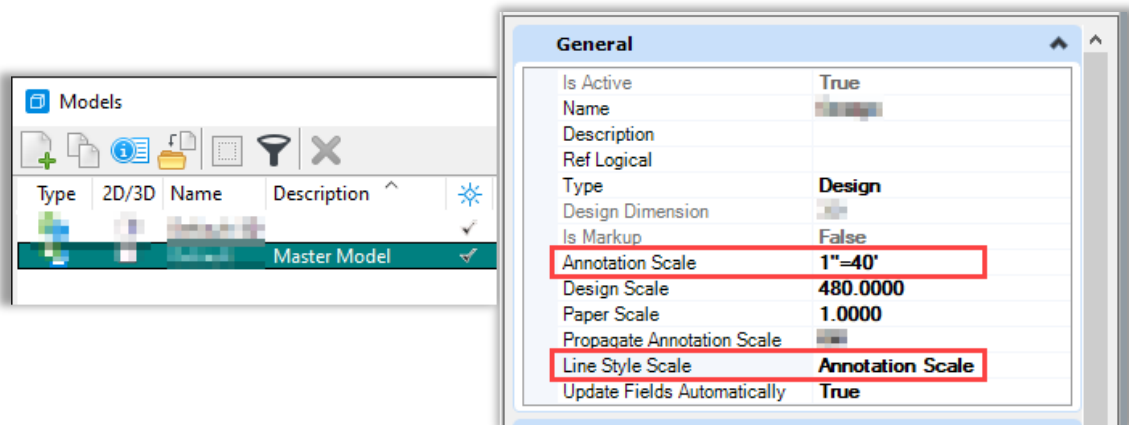 Models
Type 2D/3D Name Description
Master Model
General
Is Active True
Name
Description
Ref Logical
Type Design
Design Dimension
Is Markup False
Annotation Scale 1"=40'
Design Scale 480.0000
Paper Scale 1.0000
Propagate Annotation Scale
Line Style Scale Annotation Scale
Update Fields Automatically True